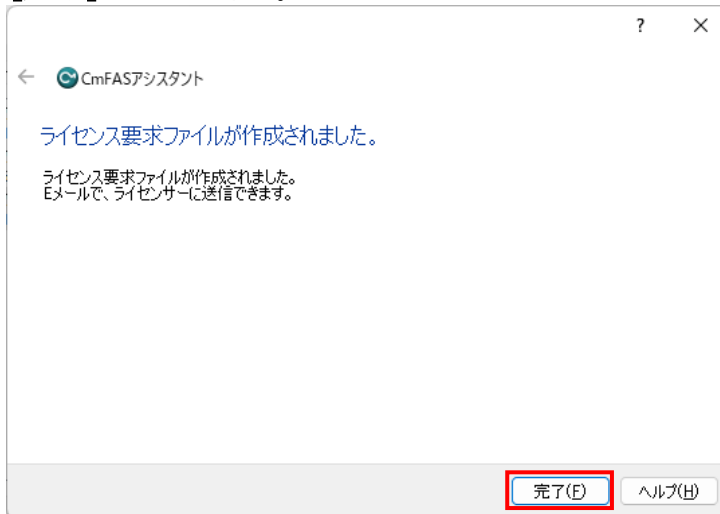 ? ×
← CmFASアシスタント
ライセンス要求ファイルが作成されました。
ライセンス要求ファイルが作成されました。
Eメールで、ライセンサーに送信できます。
完了(F) ヘルプ(H)